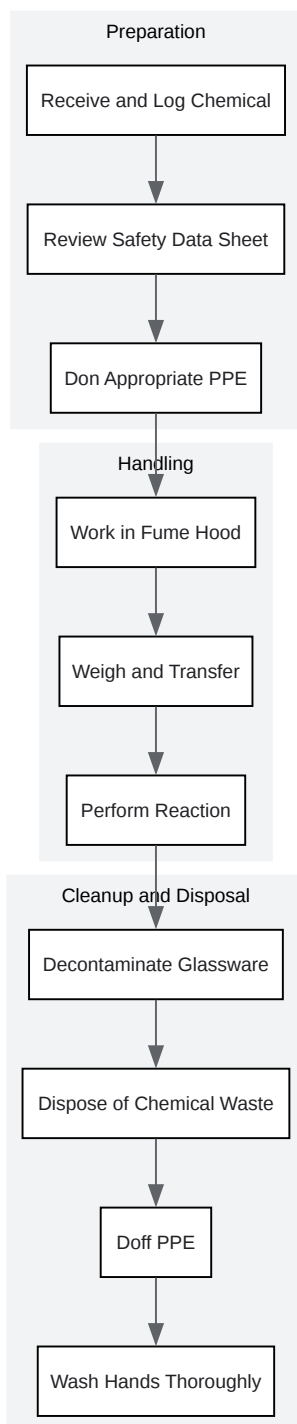 Preparation
Receive and Log Chemical
Review Safety Data Sheet
Don Appropriate PPE
Handling
Work in Fume Hood
Weigh and Transfer
Perform Reaction
Cleanup and Disposal
Decontaminate Glassware
Dispose of Chemical Waste
Doff PPE
Wash Hands Thoroughly